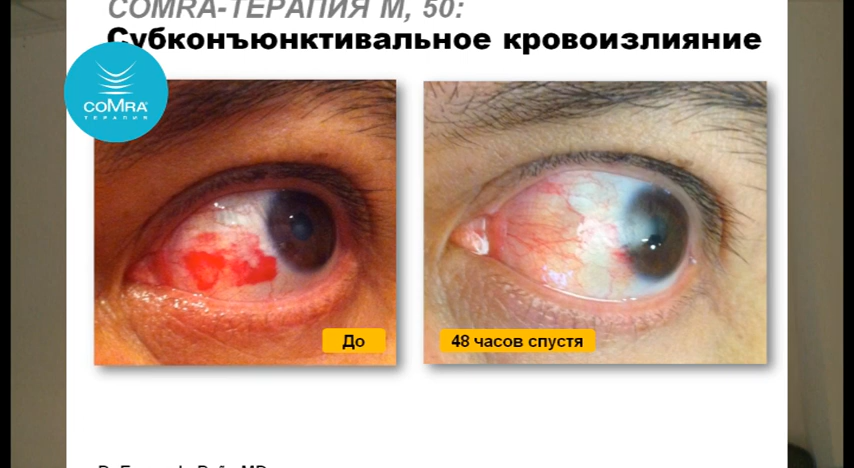 COMRA-ТЕРАПИЯ М, 50:
Субконъюнктивальное кровоизлияние
COMRA
ТЕРАПИЯ
До
48 часов спустя